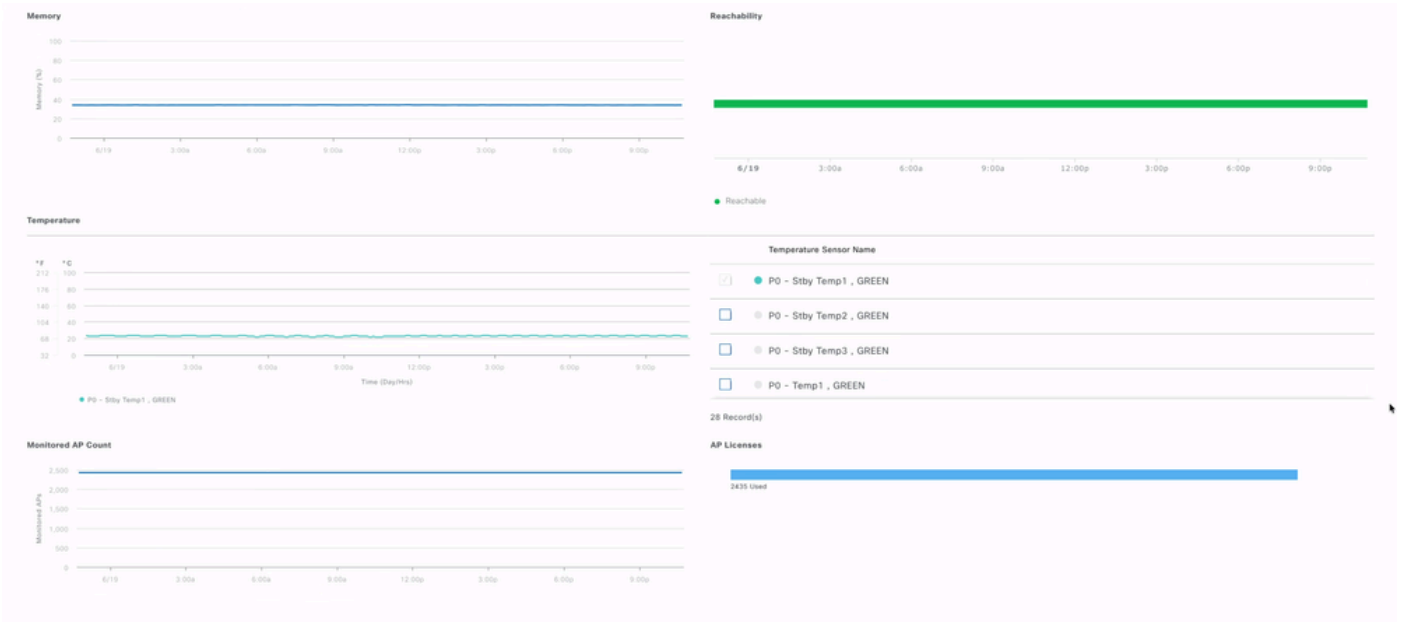 Memory
Memory (%)
100
80
60
40
20
0
6/19 3:00a 6:00a 9:00a 12:00p 3:00p 6:00p 9:00p
Reachability
6/19 3:00a 6:00a 9:00a 12:00p 3:00p 6:00p 9:00p
Reachable
Temperature
°F °C
212 100
176 80
140 60
104 40
68 20
32 0
6/19 3:00a 6:00a 9:00a 12:00p 3:00p 6:00p 9:00p
Time (Day/Hrs)
P0 - Stby Temp1 , GREEN
Temperature Sensor Name
P0 - Stby Temp1 , GREEN
P0 - Stby Temp2 , GREEN
P0 - Stby Temp3 , GREEN
P0 - Temp1 , GREEN
28 Record(s)
Monitored AP Count
Monitored APs
2,500
2,000
1,500
1,000
500
0
6/19 3:00a 6:00a 9:00a 12:00p 3:00p 6:00p 9:00p
AP Licenses
2435 Used